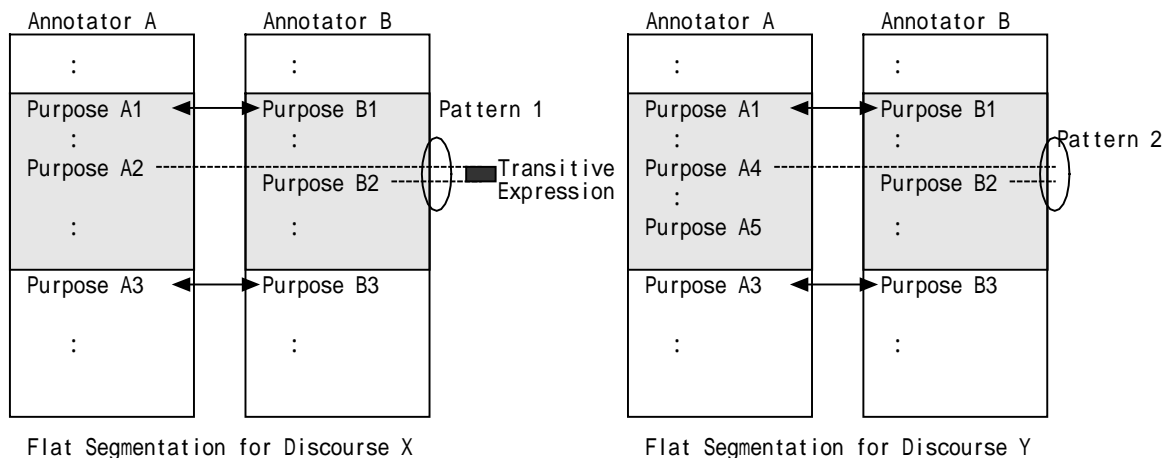 Annotator A
Annotator B
:
:
Purpose A1
Purpose B1
Pattern 1
:
:
Purpose A2
Transitive
Purpose B2
Expression
:
:
Purpose A3
Purpose B3
:
:
Flat Segmentation for Discourse X
Annotator A
Annotator B
:
:
Purpose A1
Purpose B1
:
:
Pattern 2
Purpose A4
Purpose B2
:
Purpose A5
:
Purpose A3
Purpose B3
:
:
Flat Segmentation for Discourse Y